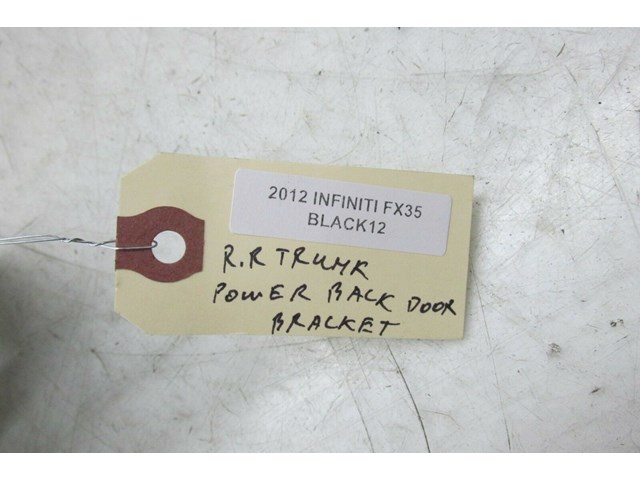 2012 INFINITI FX35
BLACK12
R.R TRUNK
POWER BACK DOOR
BRACKET